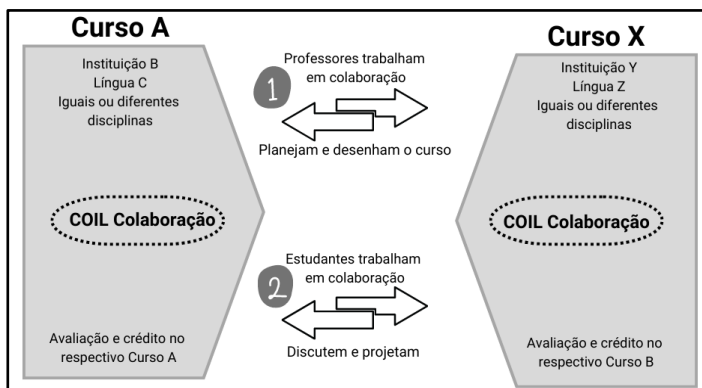 Curso A
Instituição B
Língua C
Iguais ou diferentes
disciplinas
COIL Colaboração
Avaliação e crédito no
respectivo Curso A
1
Professores trabalham
em colaboração
Planejam e desenham o curso
2
Estudantes trabalham
em colaboração
Discutem e projetam
Curso X
Instituição Y
Língua Z
Iguais ou diferentes
disciplinas
COIL Colaboração
Avaliação e crédito no
respectivo Curso B